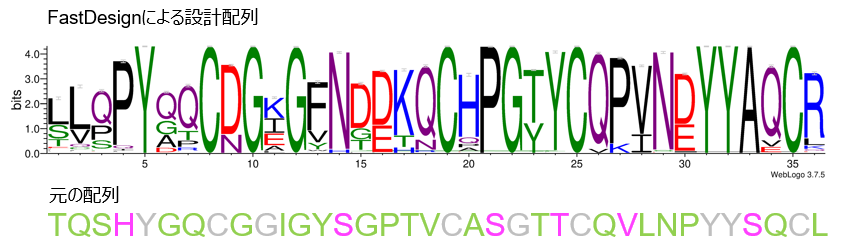 FastDesignによる設計配列
bits
4.0
3.0
2.0
1.0
0.0
LLQPYQQCDGKGFNDDKQCHPGTYCQPVNDYYAQCR
5 10 15 20 25 30 35
WebLogo 3.7.5
元の配列
TQSHYGQCGGIGYSGPTVCASGTTCQVLNPYYSQCL